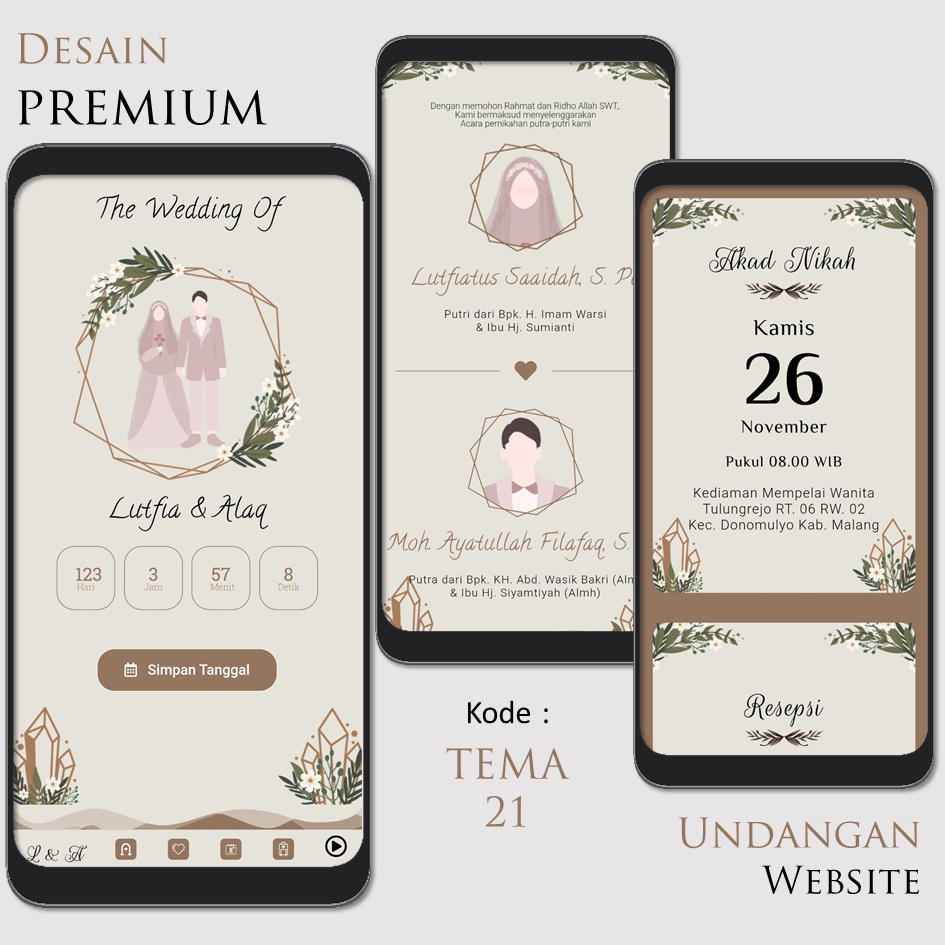 DESAIN
PREMIUM
The Wedding Of
Lutfia & Alaq
123
Hari
3
Jam
57
Menit
8
Detik
Simpan Tanggal
L & A
Dengan memohon Rahmat dan Ridho Allah SWT,.
Kami bermaksud menyelenggarakan
Acara pernikahan putra-putri kami
Lutfiatus Saaidah, S.
Putri dari Bpk. H. Imam Warsi
& Ibu Hj. Sumianti
Moh. Ayatullah Filafaq, S.
Putra dari Bpk. KH. Abd. Wasik Bakri
& Ibu Hj. Siyamtiyah (Almh)
Akad Nikah
Kamis
26
November
Pukul 08.00 WIB
Kediaman Mempelai Wanita
Tulungrejo RT. 06 RW. 02
Kec. Donomulyo Kab. Malang
Resepsi
Kode :
TEMA
21
UNDANGAN
WEBSITE